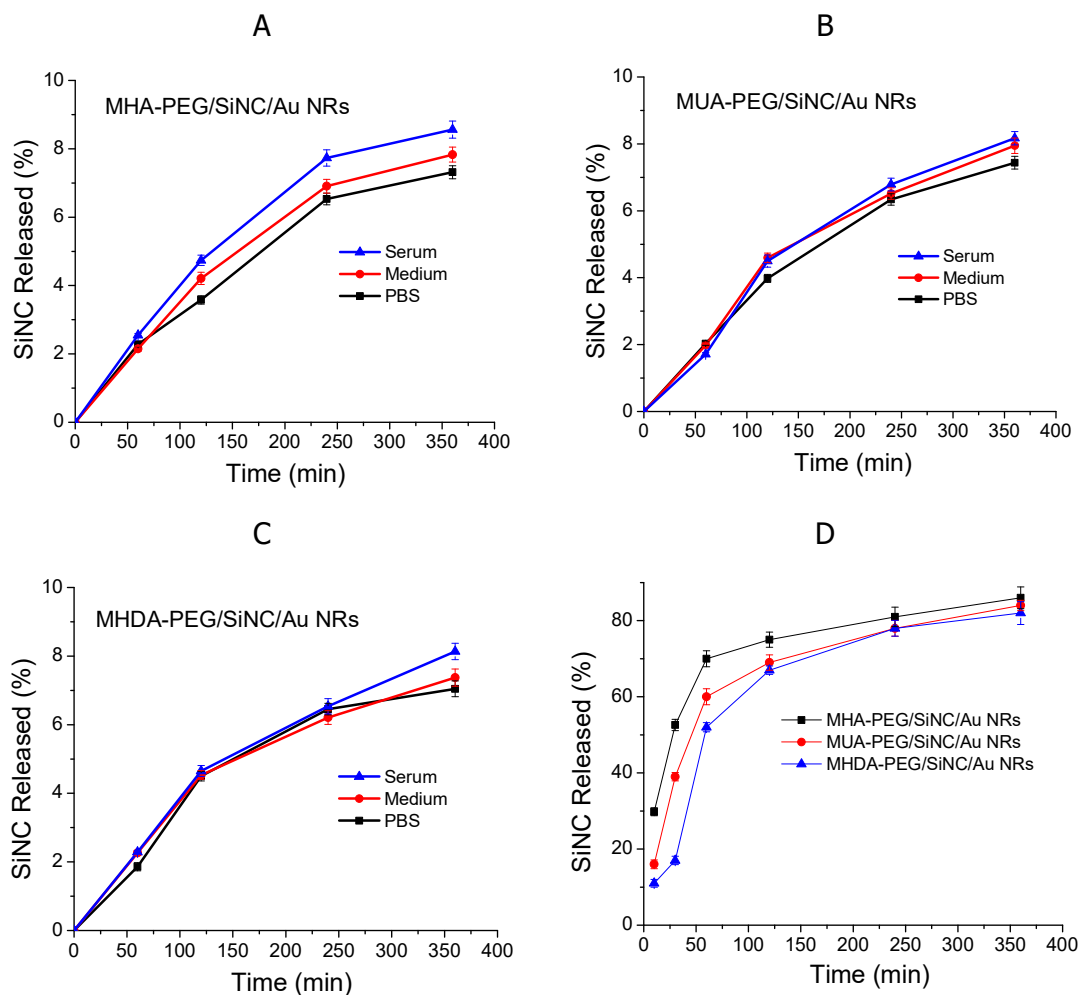 A
MHA-PEG/SiNC/Au NRs
SiNC Released (%)
10
8
6
4
2
0
Serum
Medium
PBS
0 50 100 150 200 250 300 350 400
Time (min)
B
MUA-PEG/SiNC/Au NRs
SiNC Released (%)
10
8
6
4
2
0
Serum
Medium
PBS
0 50 100 150 200 250 300 350 400
Time (min)
C
MHDA-PEG/SiNC/Au NRs
SiNC Released (%)
10
8
6
4
2
0
Serum
Medium
PBS
0 50 100 150 200 250 300 350 400
Time (min)
D
SiNC Released (%)
80
60
40
20
0
MHA-PEG/SiNC/Au NRs
MUA-PEG/SiNC/Au NRs
MHDA-PEG/SiNC/Au NRs
0 50 100 150 200 250 300 350 400
Time (min)